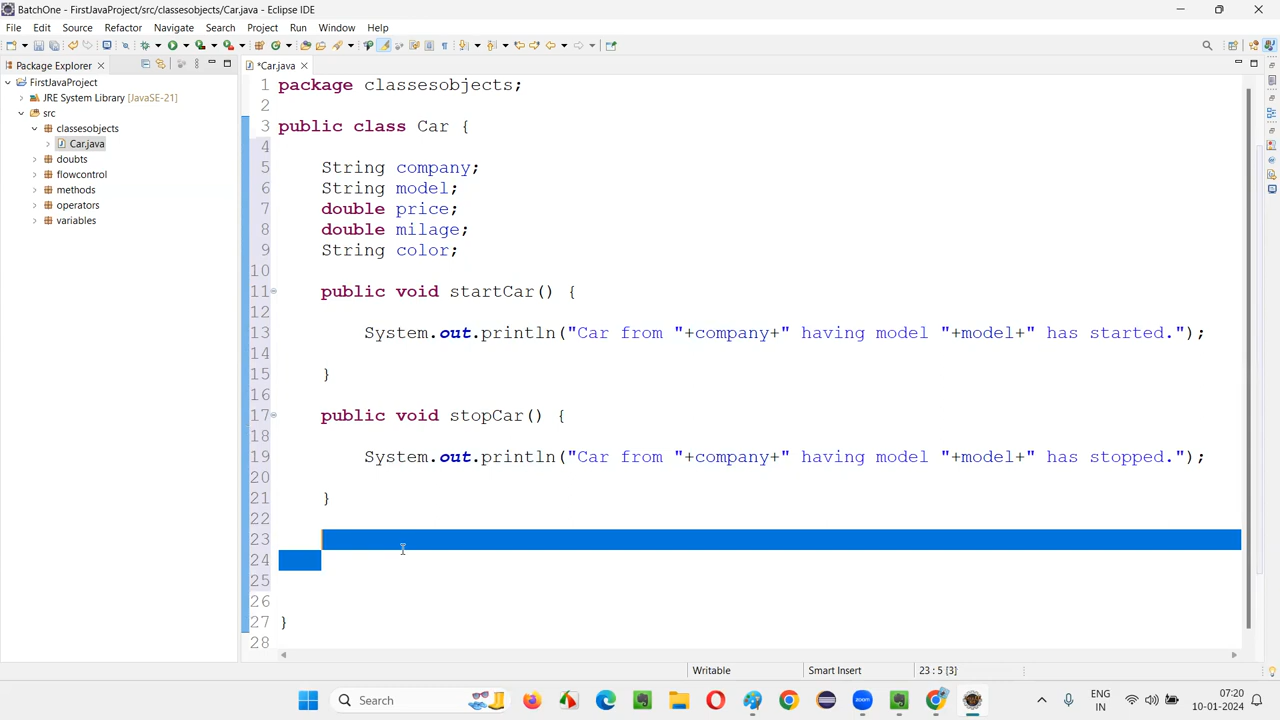 BatchOne - FirstJavaProject/src/classesobjects/Car.java - Eclipse IDE
File Edit Source Refactor Navigate Search Project Run Window Help
Package Explorer
*Car.java
FirstJavaProject
JRE System Library [JavaSE-21]
src
classesobjects
Car.java
doubts
flowcontrol
methods
operators
variables
1 package classesobjects;
2
3 public class Car {
4
5 String company;
6 String model;
7 double price;
8 double milage;
9 String color;
10
11 public void startCar() {
12
13 System.out.println("Car from "+company+" having model "+model+" has started.");
14
15 }
16
17 public void stopCar() {
18
19 System.out.println("Car from "+company+" having model "+model+" has stopped.");
20
21 }
22
23
24
25
26
27 }
28
Writable Smart Insert 23 : 5 [3]
Search
zoom
ENG
IN
07:20
10-01-2024